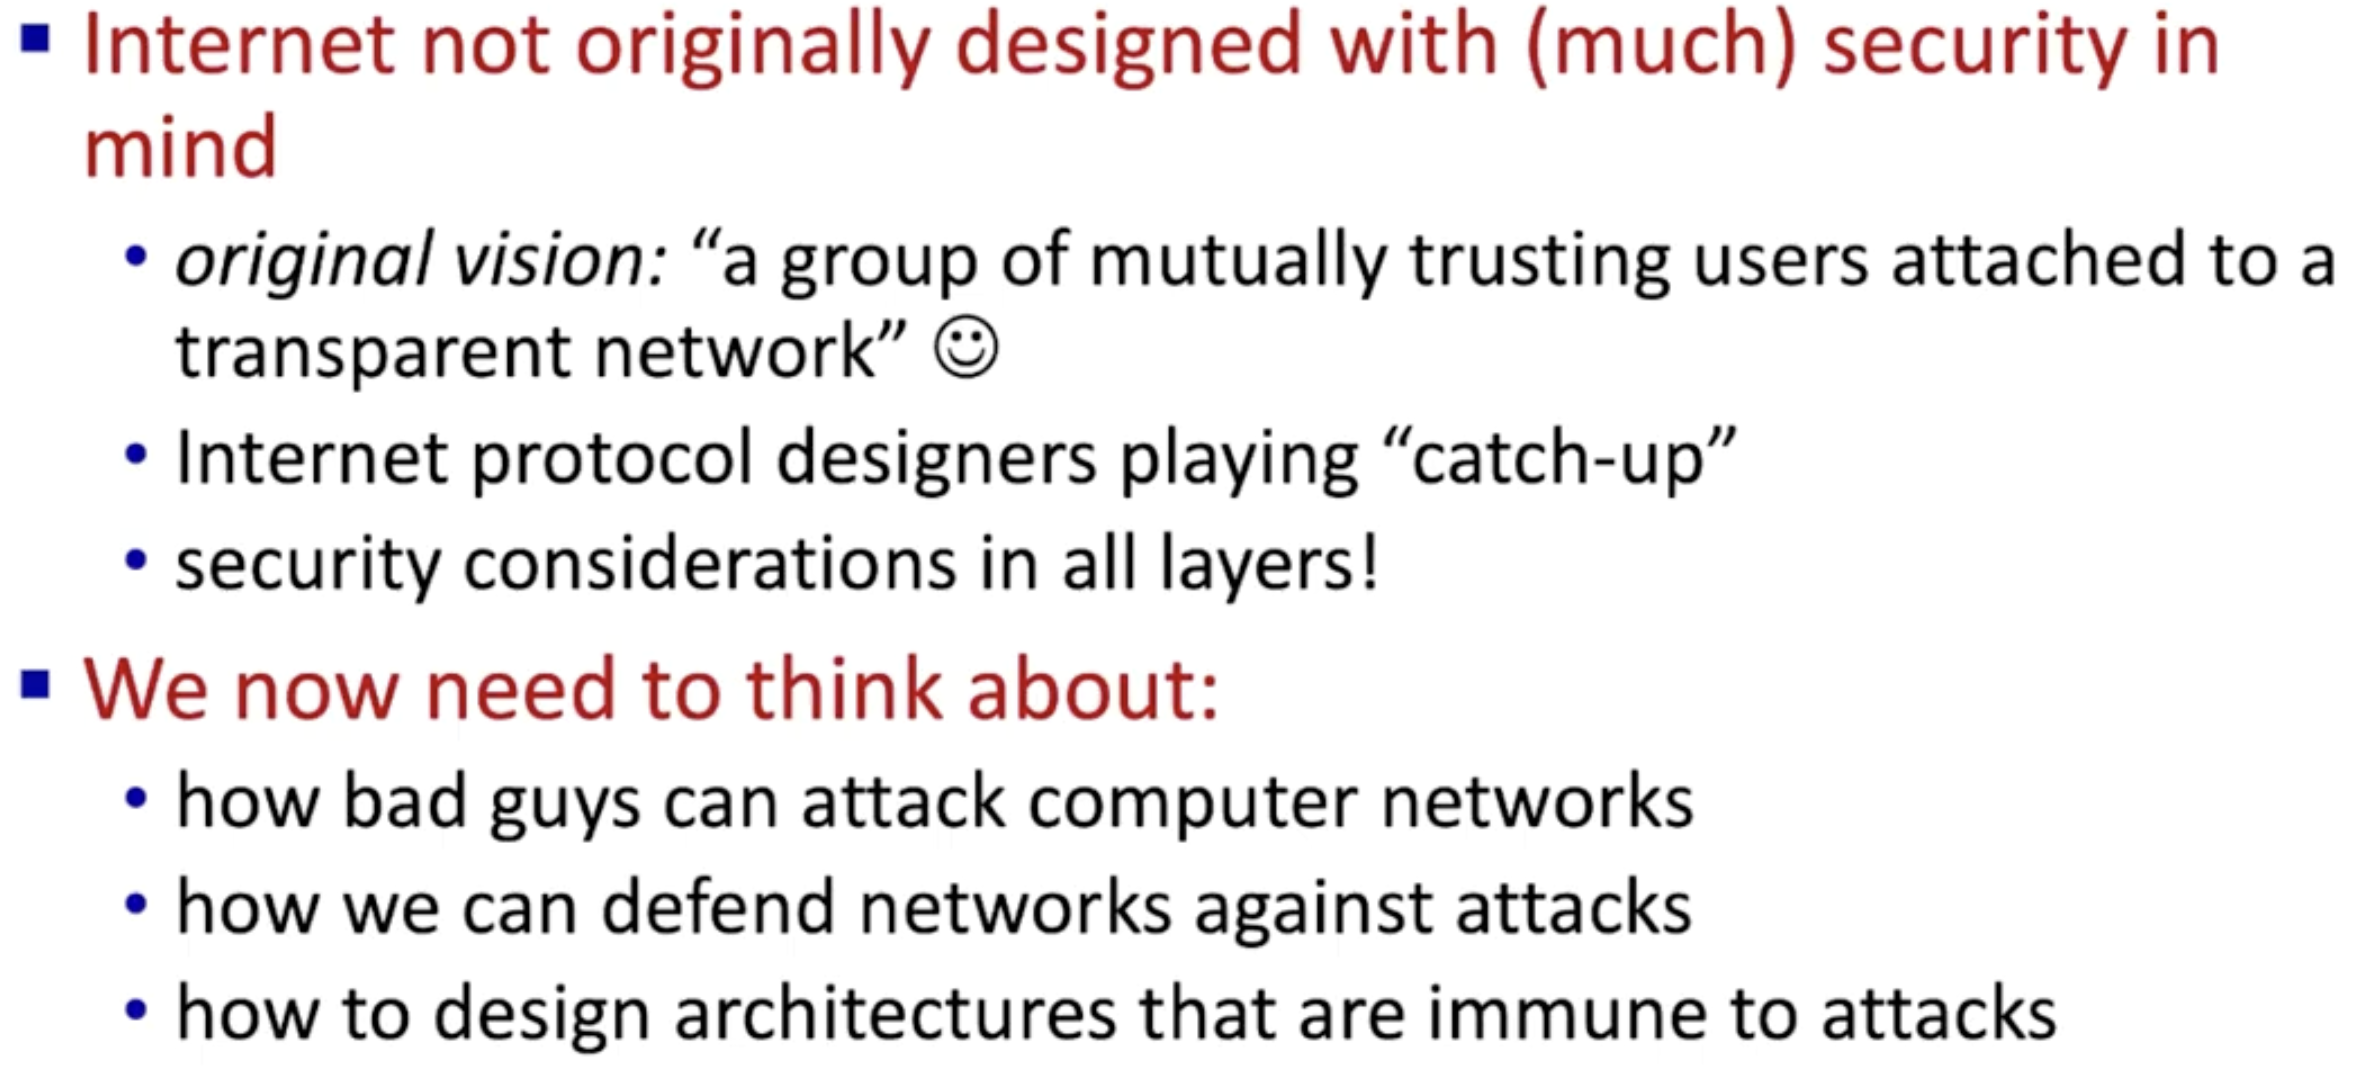 ▪ Internet not originally designed with (much) security in
mind
• original vision: “a group of mutually trusting users attached to a
transparent network” ☺
• Internet protocol designers playing “catch-up”
• security considerations in all layers!
▪ We now need to think about:
• how bad guys can attack computer networks
• how we can defend networks against attacks
• how to design architectures that are immune to attacks